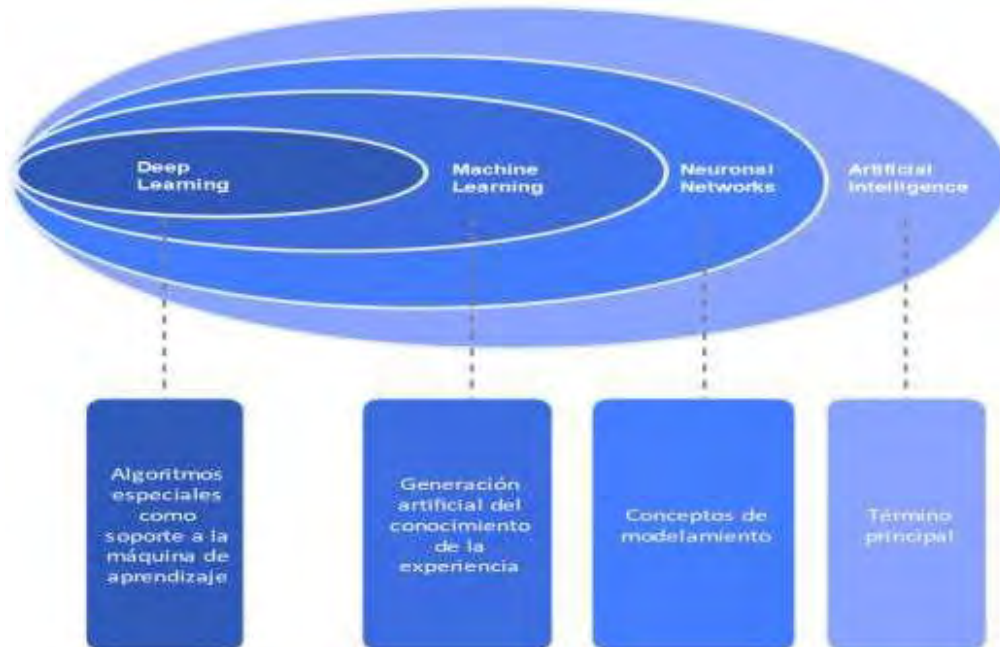 Deep
Learning
Machine
Learning
Neuronal
Networks
Artificial
Intelligence
Algoritmos
especiales
como
soporte a la
máquina de
aprendizaje
Generación
artificial del
conocimiento
de la
experiencia
Conceptos de
modelamiento
Término
principal